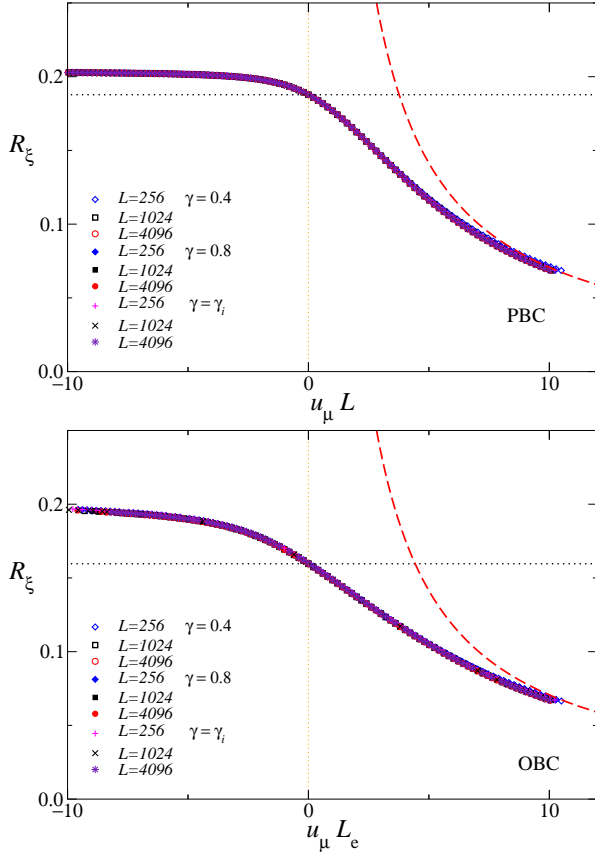 0.2
R_ξ
L=256 γ = 0.4
L=1024
L=4096
0.1
L=256 γ = 0.8
L=1024
L=4096
L=256 γ = γ_i
L=1024
L=4096
PBC
0.0
−10 0 10
u_μ L
0.2
R_ξ
L=256 γ = 0.4
L=1024
L=4096
0.1
L=256 γ = 0.8
L=1024
L=4096
L=256 γ = γ_i
L=1024
L=4096
OBC
0.0
−10 0 10
u_μ L_e